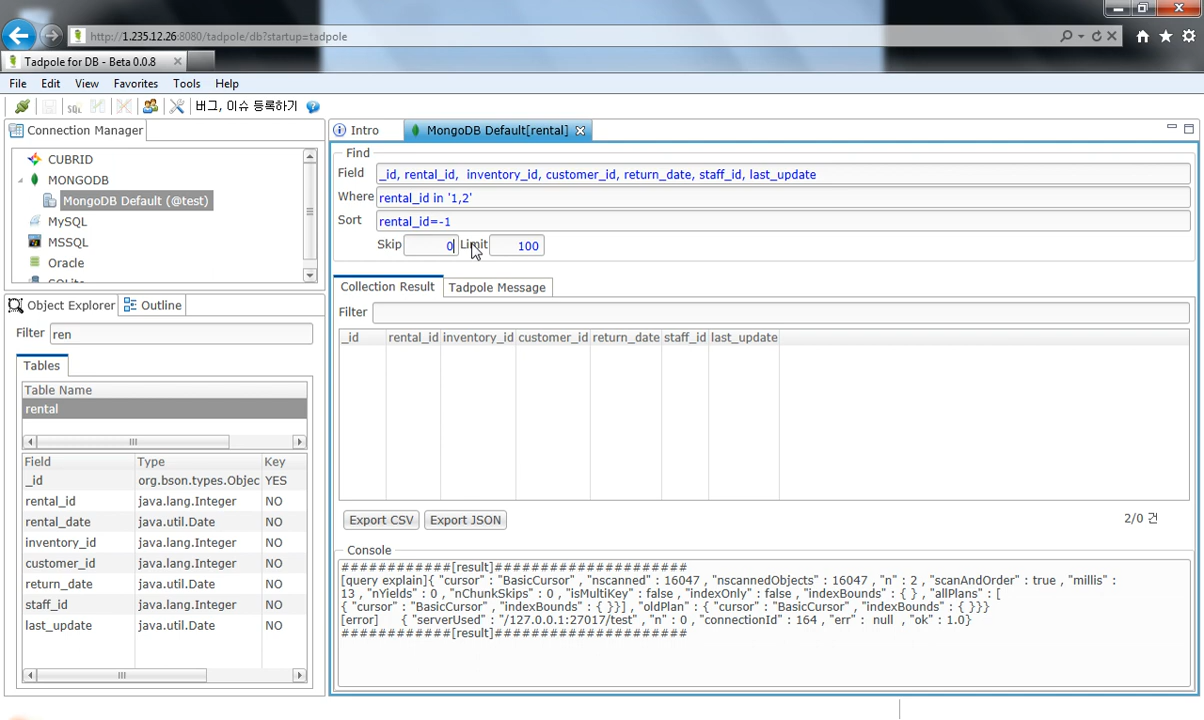 http://1.235.12.26:8080/tadpole/db?startup=tadpole
Tadpole for DB - Beta 0.0.8
File Edit View Favorites Tools Help
SQL 버그, 이슈 등록하기
Connection Manager
CUBRID
MONGODB
MongoDB Default (@test)
MySQL
MSSQL
Oracle
SQLite
Object Explorer Outline
Filter ren
Tables
Table Name
rental
Field Type Key
_id org.bson.types.Objec YES
rental_id java.lang.Integer NO
rental_date java.util.Date NO
inventory_id java.lang.Integer NO
customer_id java.lang.Integer NO
return_date java.util.Date NO
staff_id java.lang.Integer NO
last_update java.util.Date NO
Intro MongoDB Default[rental]
Find
Field _id, rental_id, inventory_id, customer_id, return_date, staff_id, last_update
Where rental_id in '1,2'
Sort rental_id=-1
Skip 0 Limit 100
Collection Result Tadpole Message
Filter
_id rental_id inventory_id customer_id return_date staff_id last_update
Export CSV Export JSON 2/0 건
Console
############[result]####################
[query explain]{ "cursor" : "BasicCursor" , "nscanned" : 16047 , "nscannedObjects" : 16047 , "n" : 2 , "scanAndOrder" : true , "millis" :
13 , "nYields" : 0 , "nChunkSkips" : 0 , "isMultiKey" : false , "indexOnly" : false , "indexBounds" : { } , "allPlans" : [
{ "cursor" : "BasicCursor" , "indexBounds" : { }}] , "oldPlan" : { "cursor" : "BasicCursor" , "indexBounds" : { }}}
[error] { "serverUsed" : "/127.0.0.1:27017/test" , "n" : 0 , "connectionId" : 164 , "err" : null , "ok" : 1.0}
############[result]####################